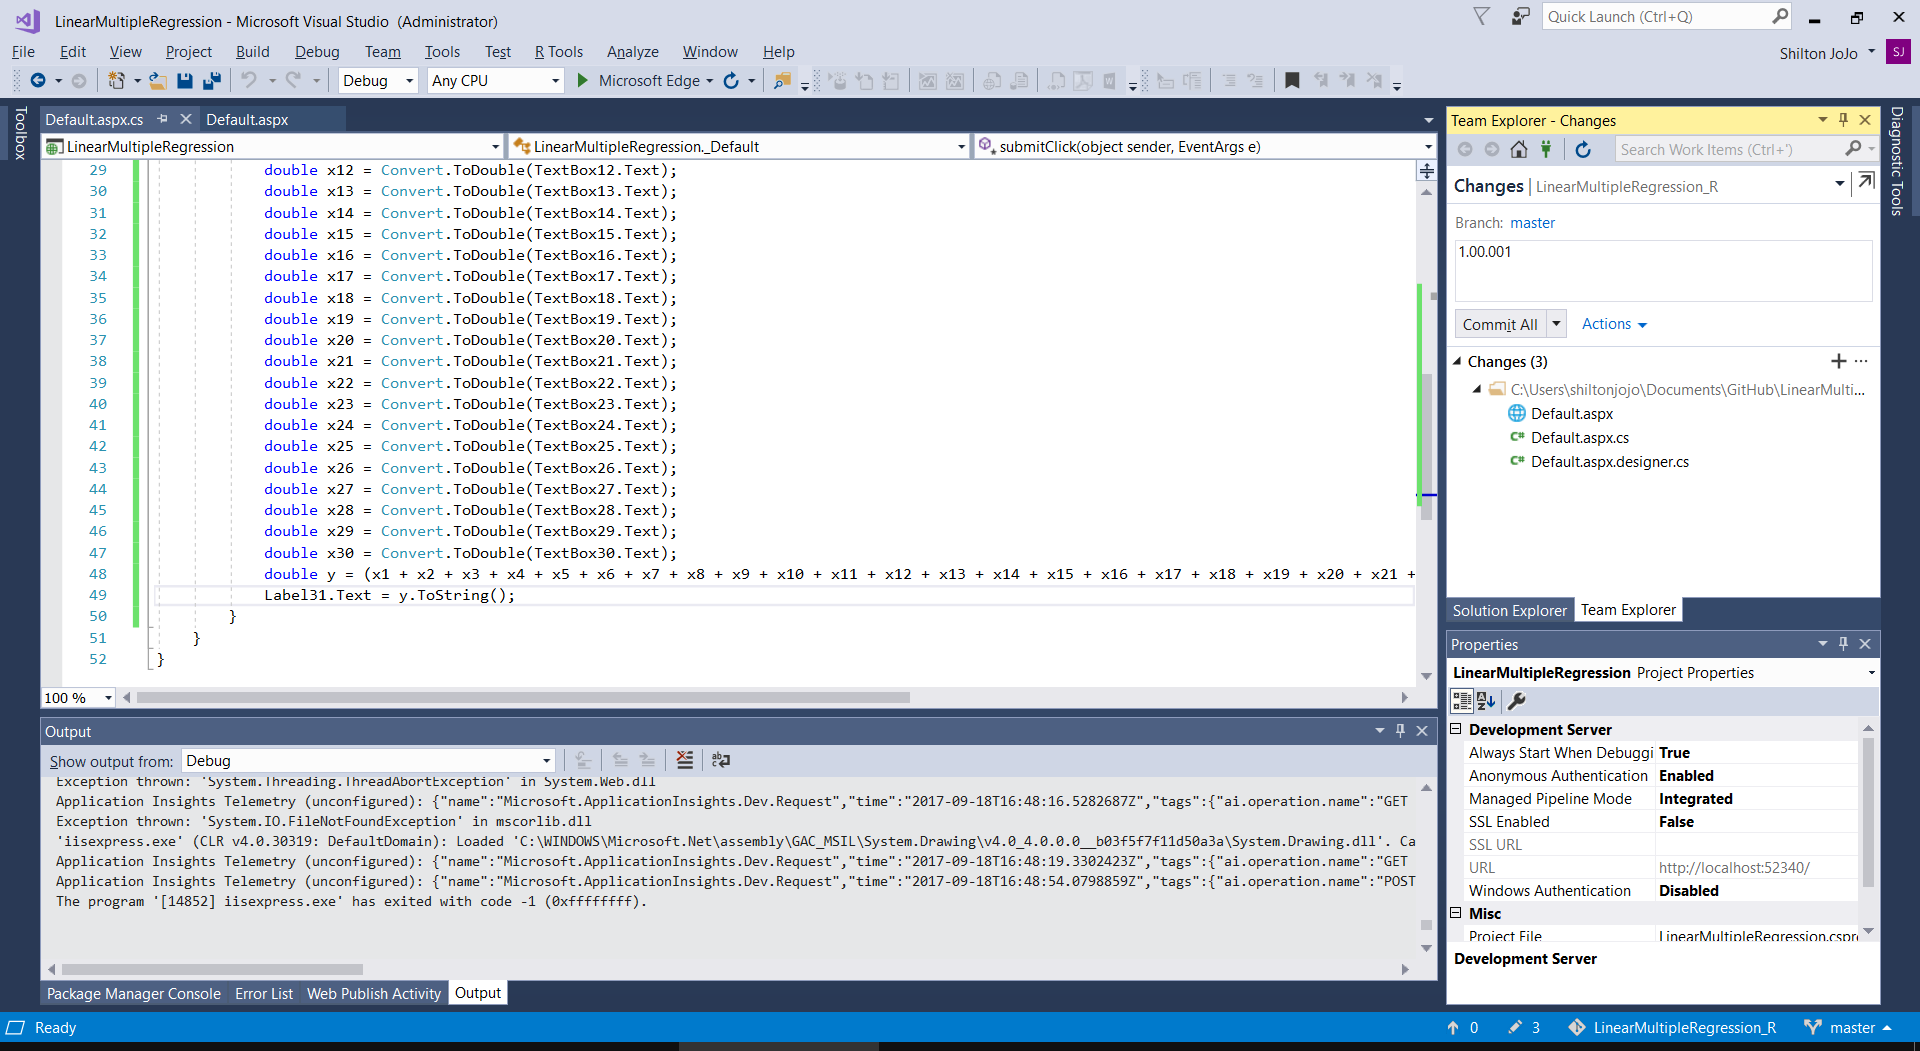 LinearMultipleRegression - Microsoft Visual Studio (Administrator)
Quick Launch (Ctrl+Q)
File Edit View Project Build Debug Team Tools Test R Tools Analyze Window Help
Shilton JoJo
SJ
Debug Any CPU Microsoft Edge
Toolbox
Default.aspx.cs Default.aspx
LinearMultipleRegression LinearMultipleRegression._Default submitClick(object sender, EventArgs e)
29 double x12 = Convert.ToDouble(TextBox12.Text);
30 double x13 = Convert.ToDouble(TextBox13.Text);
31 double x14 = Convert.ToDouble(TextBox14.Text);
32 double x15 = Convert.ToDouble(TextBox15.Text);
33 double x16 = Convert.ToDouble(TextBox16.Text);
34 double x17 = Convert.ToDouble(TextBox17.Text);
35 double x18 = Convert.ToDouble(TextBox18.Text);
36 double x19 = Convert.ToDouble(TextBox19.Text);
37 double x20 = Convert.ToDouble(TextBox20.Text);
38 double x21 = Convert.ToDouble(TextBox21.Text);
39 double x22 = Convert.ToDouble(TextBox22.Text);
40 double x23 = Convert.ToDouble(TextBox23.Text);
41 double x24 = Convert.ToDouble(TextBox24.Text);
42 double x25 = Convert.ToDouble(TextBox25.Text);
43 double x26 = Convert.ToDouble(TextBox26.Text);
44 double x27 = Convert.ToDouble(TextBox27.Text);
45 double x28 = Convert.ToDouble(TextBox28.Text);
46 double x29 = Convert.ToDouble(TextBox29.Text);
47 double x30 = Convert.ToDouble(TextBox30.Text);
48 double y = (x1 + x2 + x3 + x4 + x5 + x6 + x7 + x8 + x9 + x10 + x11 + x12 + x13 + x14 + x15 + x16 + x17 + x18 + x19 + x20 + x21 +
49 Label31.Text = y.ToString();
50 }
51 }
52 }
100 %
Output
Show output from: Debug
Exception thrown: 'System.Threading.ThreadAbortException' in System.Web.dll
Application Insights Telemetry (unconfigured): {"name":"Microsoft.ApplicationInsights.Dev.Request","time":"2017-09-18T16:48:16.5282687Z","tags":{"ai.operation.name":"GET
Exception thrown: 'System.IO.FileNotFoundException' in mscorlib.dll
'iisexpress.exe' (CLR v4.0.30319: DefaultDomain): Loaded 'C:\WINDOWS\Microsoft.Net\assembly\GAC_MSIL\System.Drawing\v4.0_4.0.0.0__b03f5f7f11d50a3a\System.Drawing.dll'. Ca
Application Insights Telemetry (unconfigured): {"name":"Microsoft.ApplicationInsights.Dev.Request","time":"2017-09-18T16:48:19.3302423Z","tags":{"ai.operation.name":"GET
Application Insights Telemetry (unconfigured): {"name":"Microsoft.ApplicationInsights.Dev.Request","time":"2017-09-18T16:48:54.0798859Z","tags":{"ai.operation.name":"POST
The program '[14852] iisexpress.exe' has exited with code -1 (0xffffffff).
Package Manager Console Error List Web Publish Activity Output
Team Explorer - Changes
Search Work Items (Ctrl+')
Changes | LinearMultipleRegression_R
Branch: master
1.00.001
Commit All Actions
Changes (3)
C:\Users\shiltonjojo\Documents\GitHub\LinearMulti...
Default.aspx
C# Default.aspx.cs
C# Default.aspx.designer.cs
Solution Explorer Team Explorer
Properties
LinearMultipleRegression Project Properties
Development Server
Always Start When Debuggi True
Anonymous Authentication Enabled
Managed Pipeline Mode Integrated
SSL Enabled False
SSL URL
URL http://localhost:52340/
Windows Authentication Disabled
Misc
Project File LinearMultipleRegression.cspr
Development Server
Diagnostic Tools
Ready
0 3 LinearMultipleRegression_R master